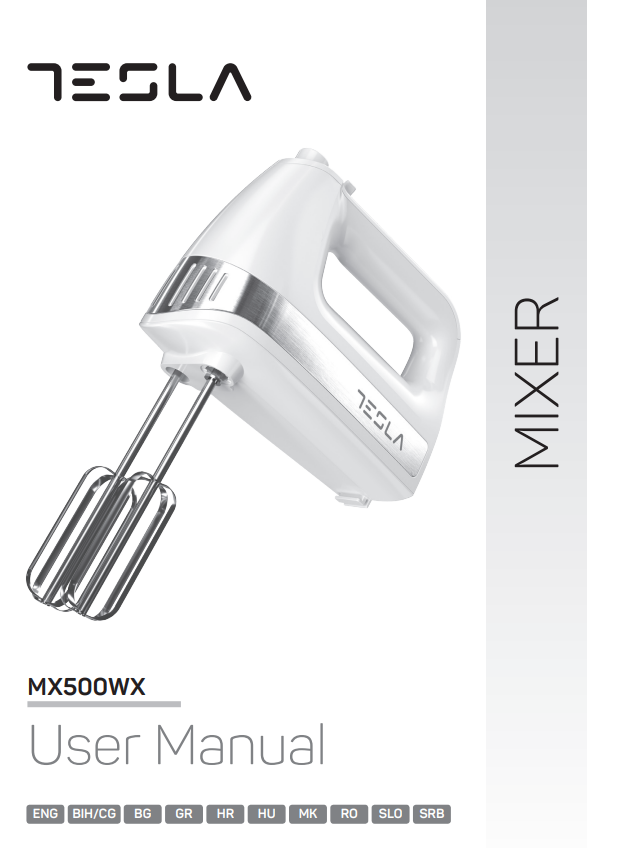 TESLA
TESLA
MIXER
MX500WX
User Manual
ENG BIH/CG BG GR HR HU MK RO SLO SRB